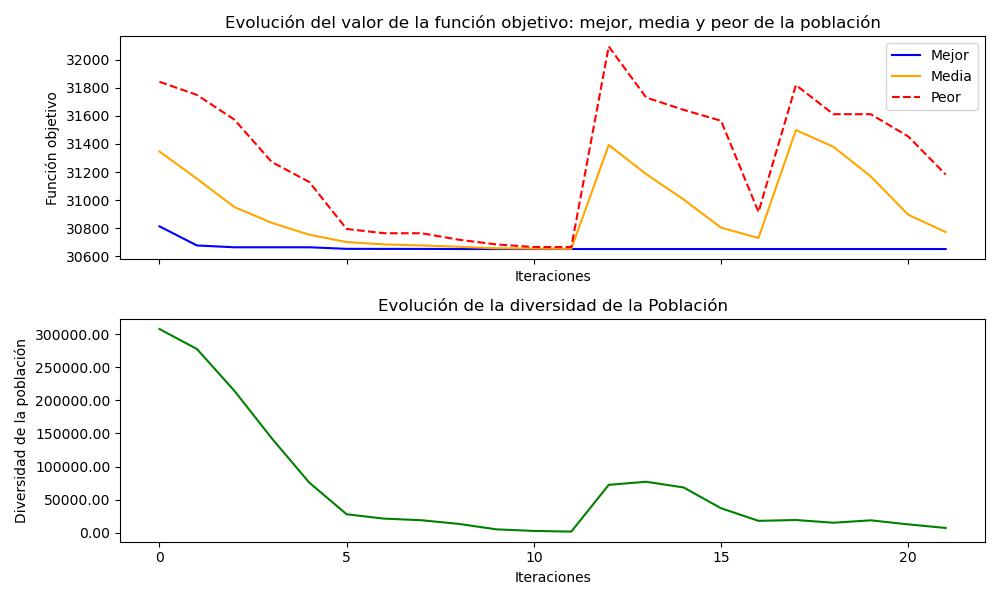 Evolución del valor de la función objetivo: mejor, media y peor de la población
Función objetivo
32000
31800
31600
31400
31200
31000
30800
30600
Mejor
Media
Peor
Iteraciones
Evolución de la diversidad de la Población
Diversidad de la población
300000.00
250000.00
200000.00
150000.00
100000.00
50000.00
0.00
0 5 10 15 20
Iteraciones